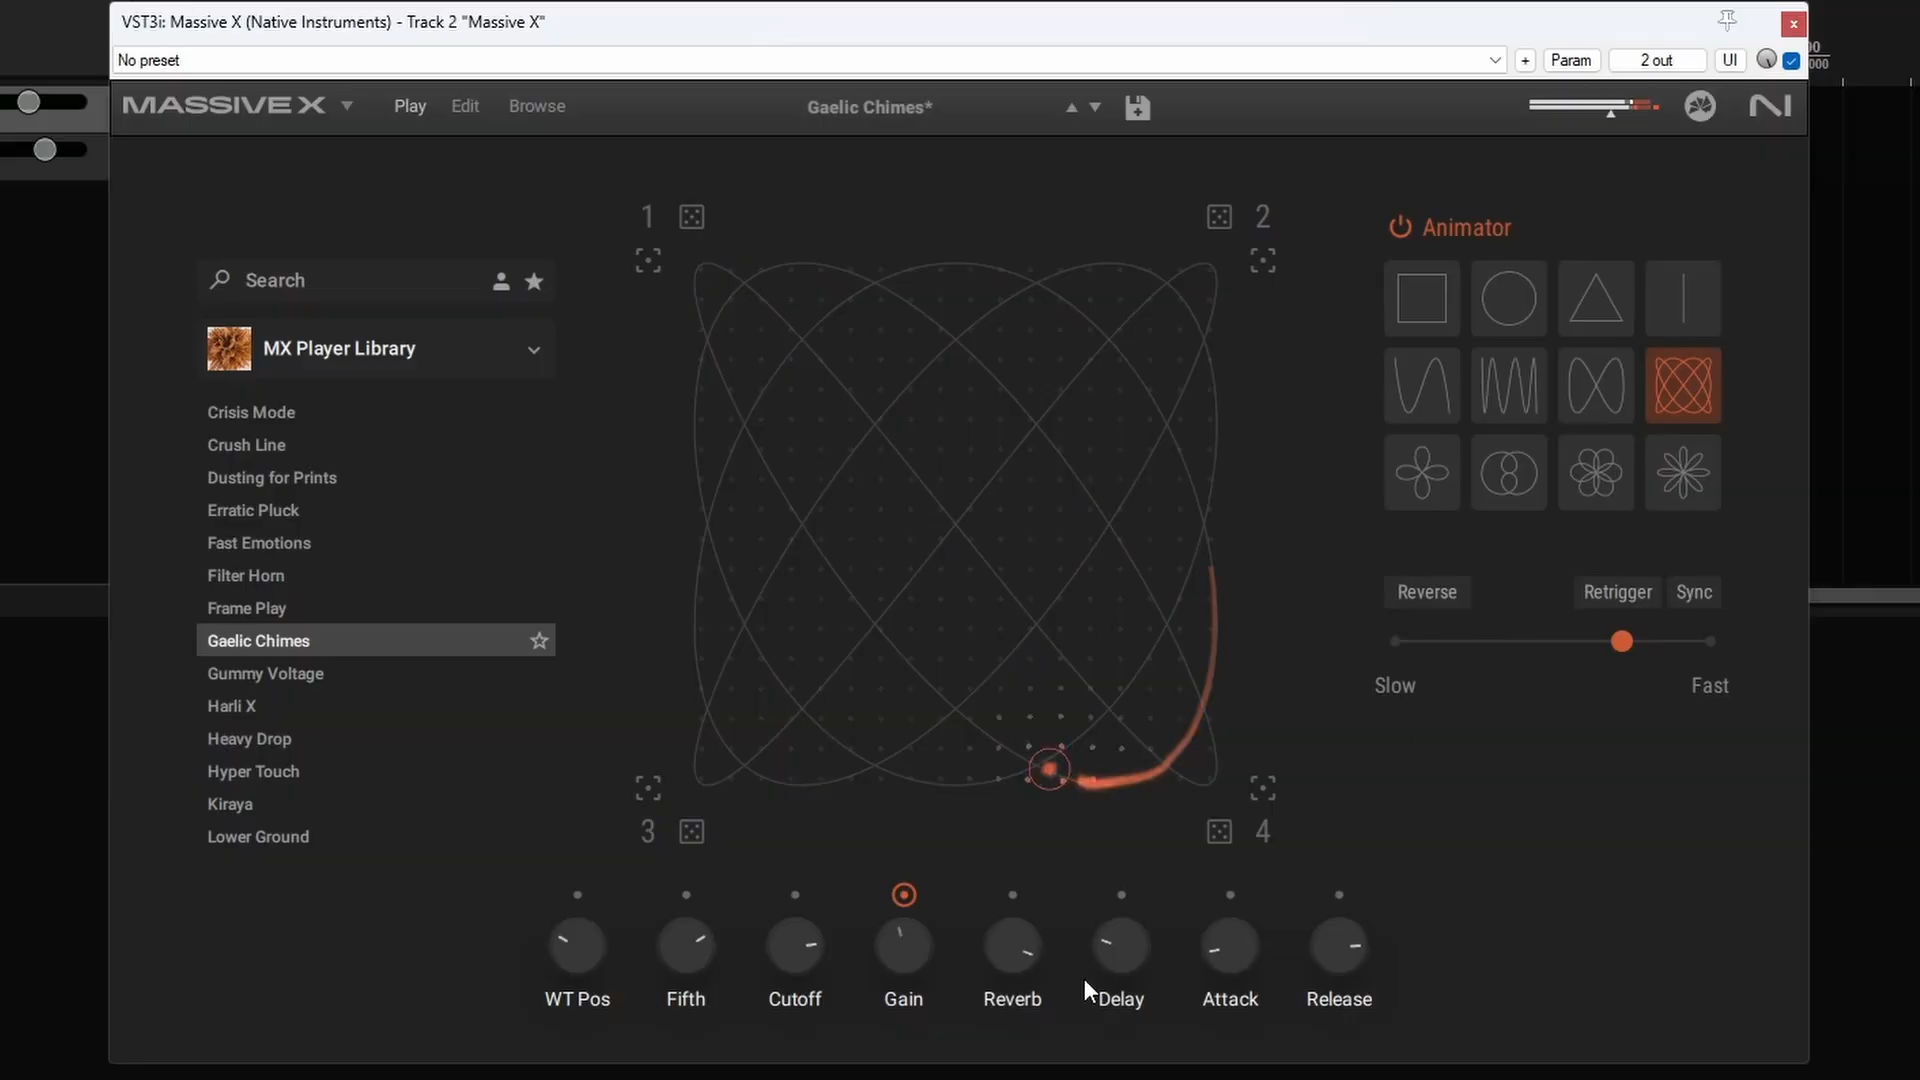 VST3i: Massive X (Native Instruments) - Track 2 "Massive X"
x
No preset
+
Param
2 out
UI
00
000
MASSIVE X
Play
Edit
Browse
Gaelic Chimes*
1
2
Animator
Search
MX Player Library
Crisis Mode
Crush Line
Dusting for Prints
Erratic Pluck
Fast Emotions
Filter Horn
Frame Play
Gaelic Chimes
Gummy Voltage
Harli X
Heavy Drop
Hyper Touch
Kiraya
Lower Ground
Reverse
Retrigger
Sync
Slow
Fast
3
4
WT Pos
Fifth
Cutoff
Gain
Reverb
Delay
Attack
Release